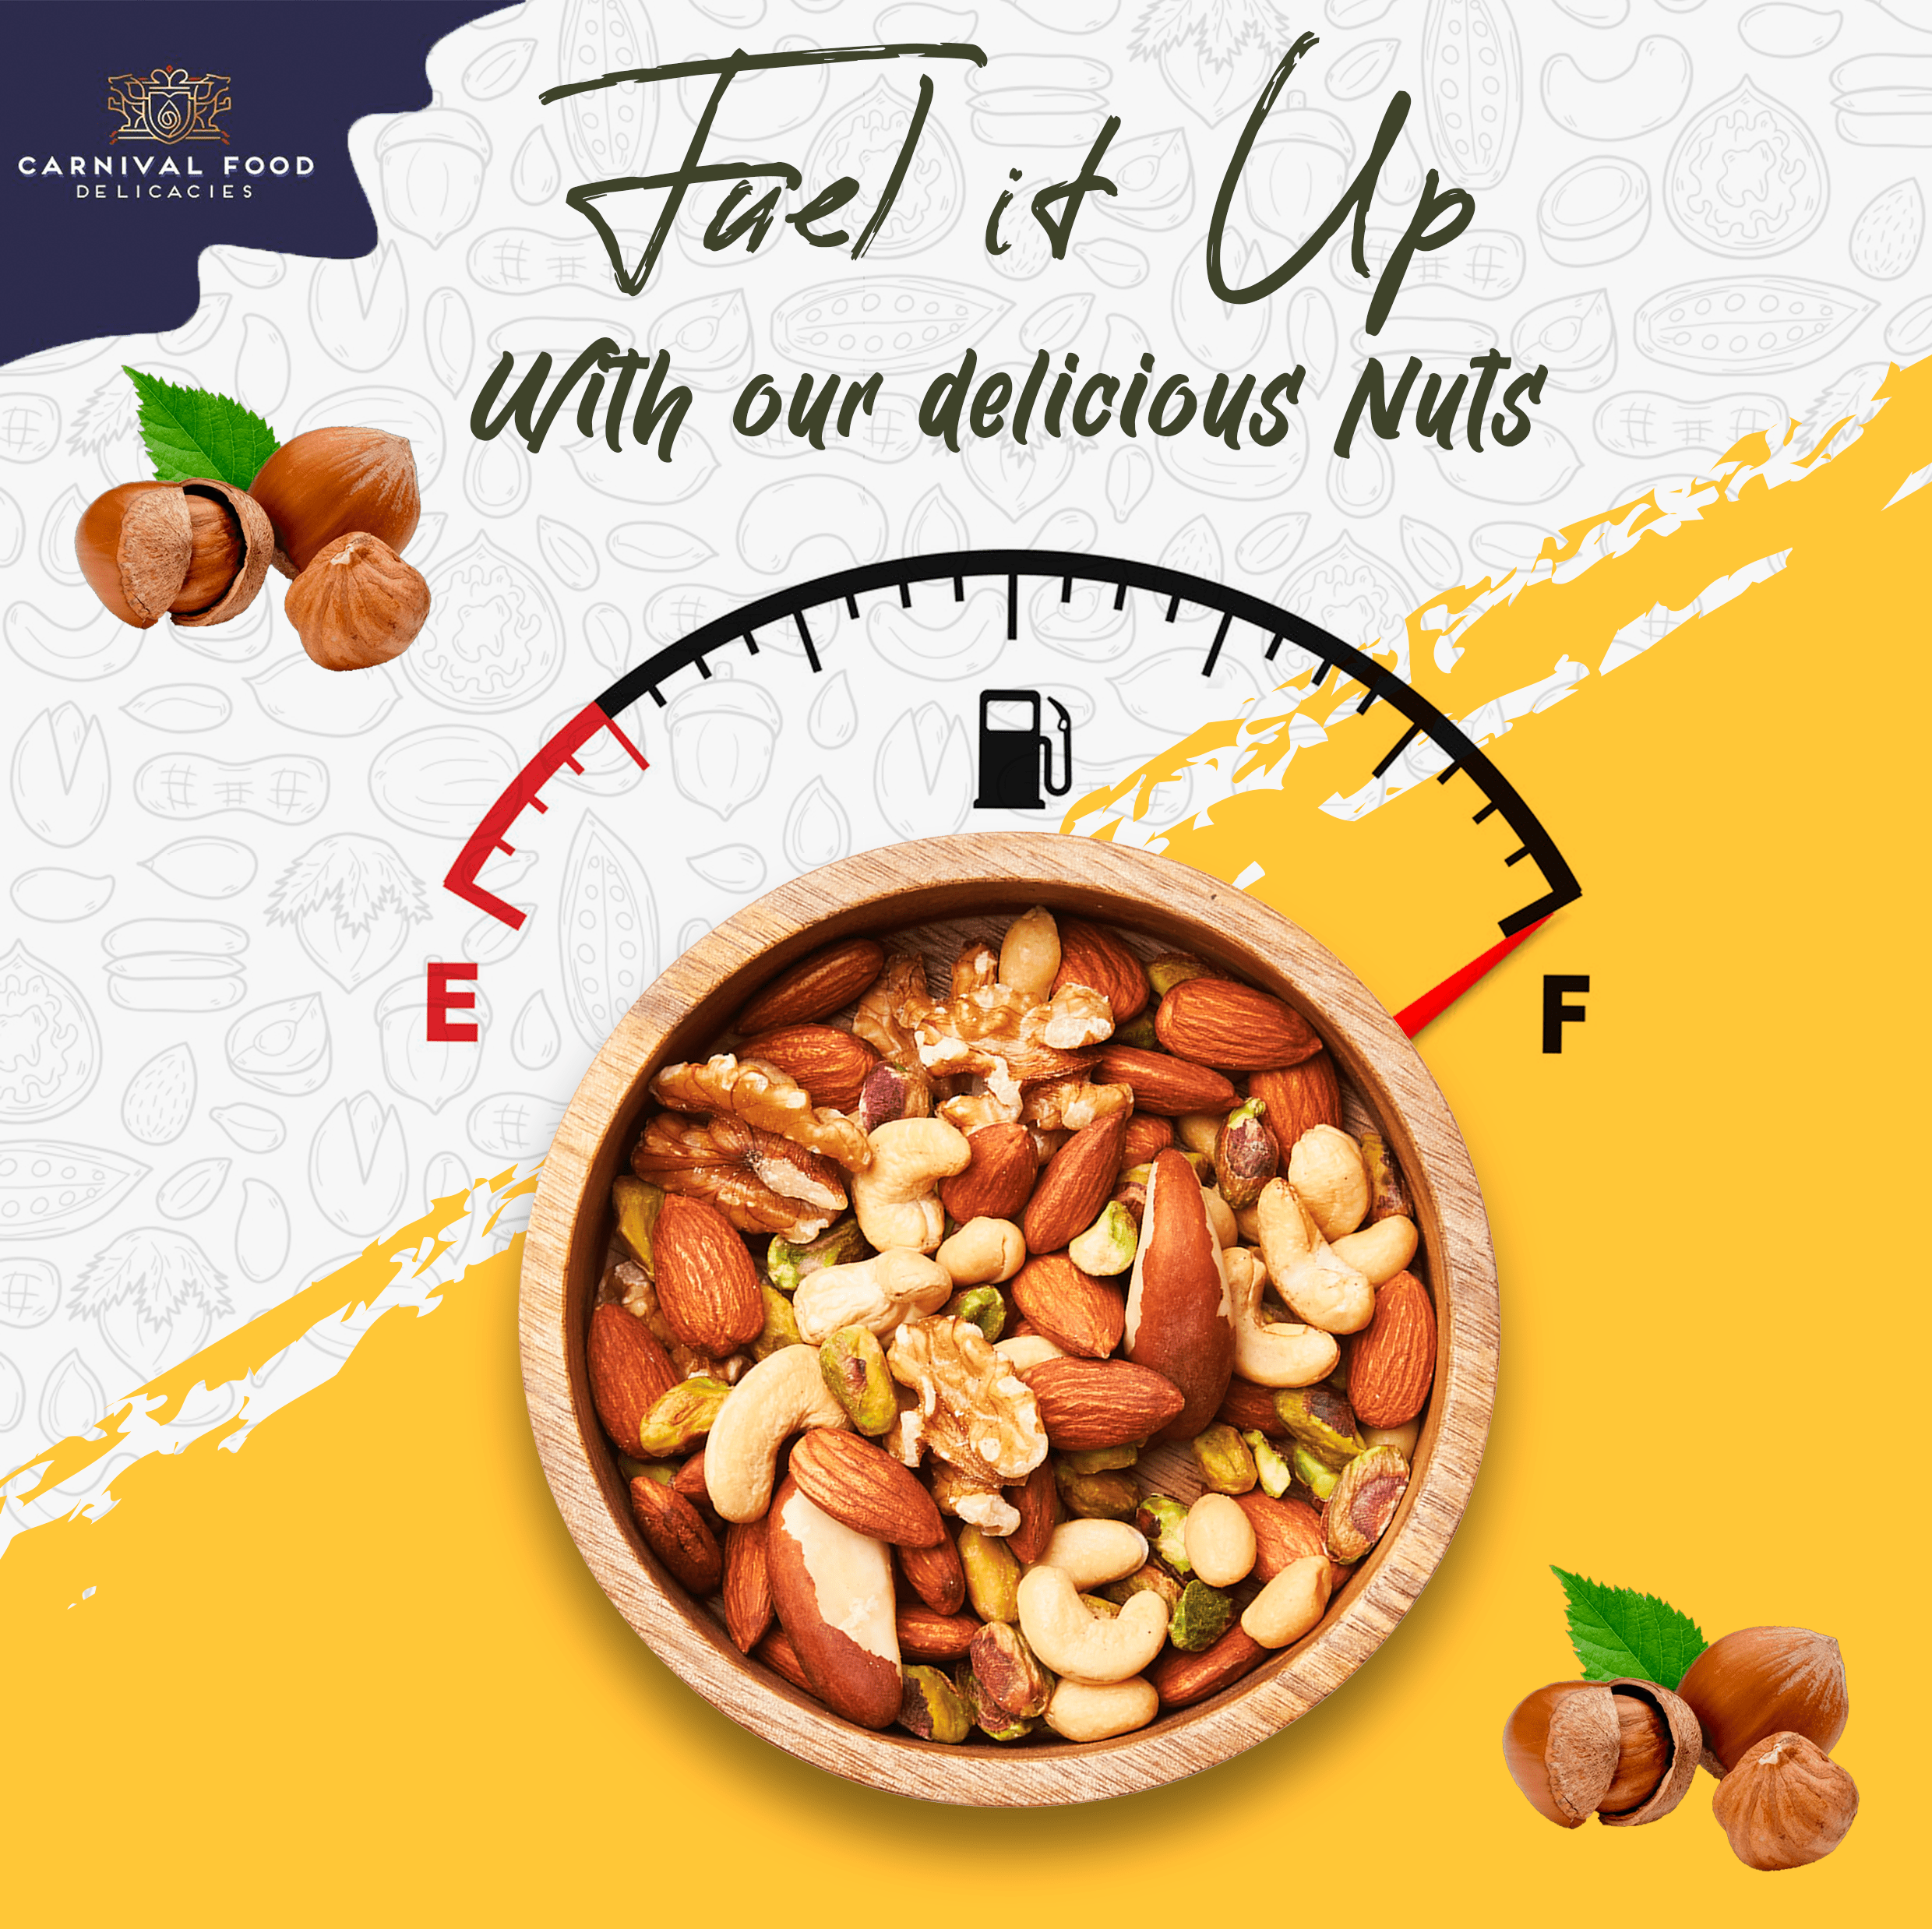 CARNIVAL FOOD
DELICACIES
Fuel it Up
With our delicious Nuts
E
F